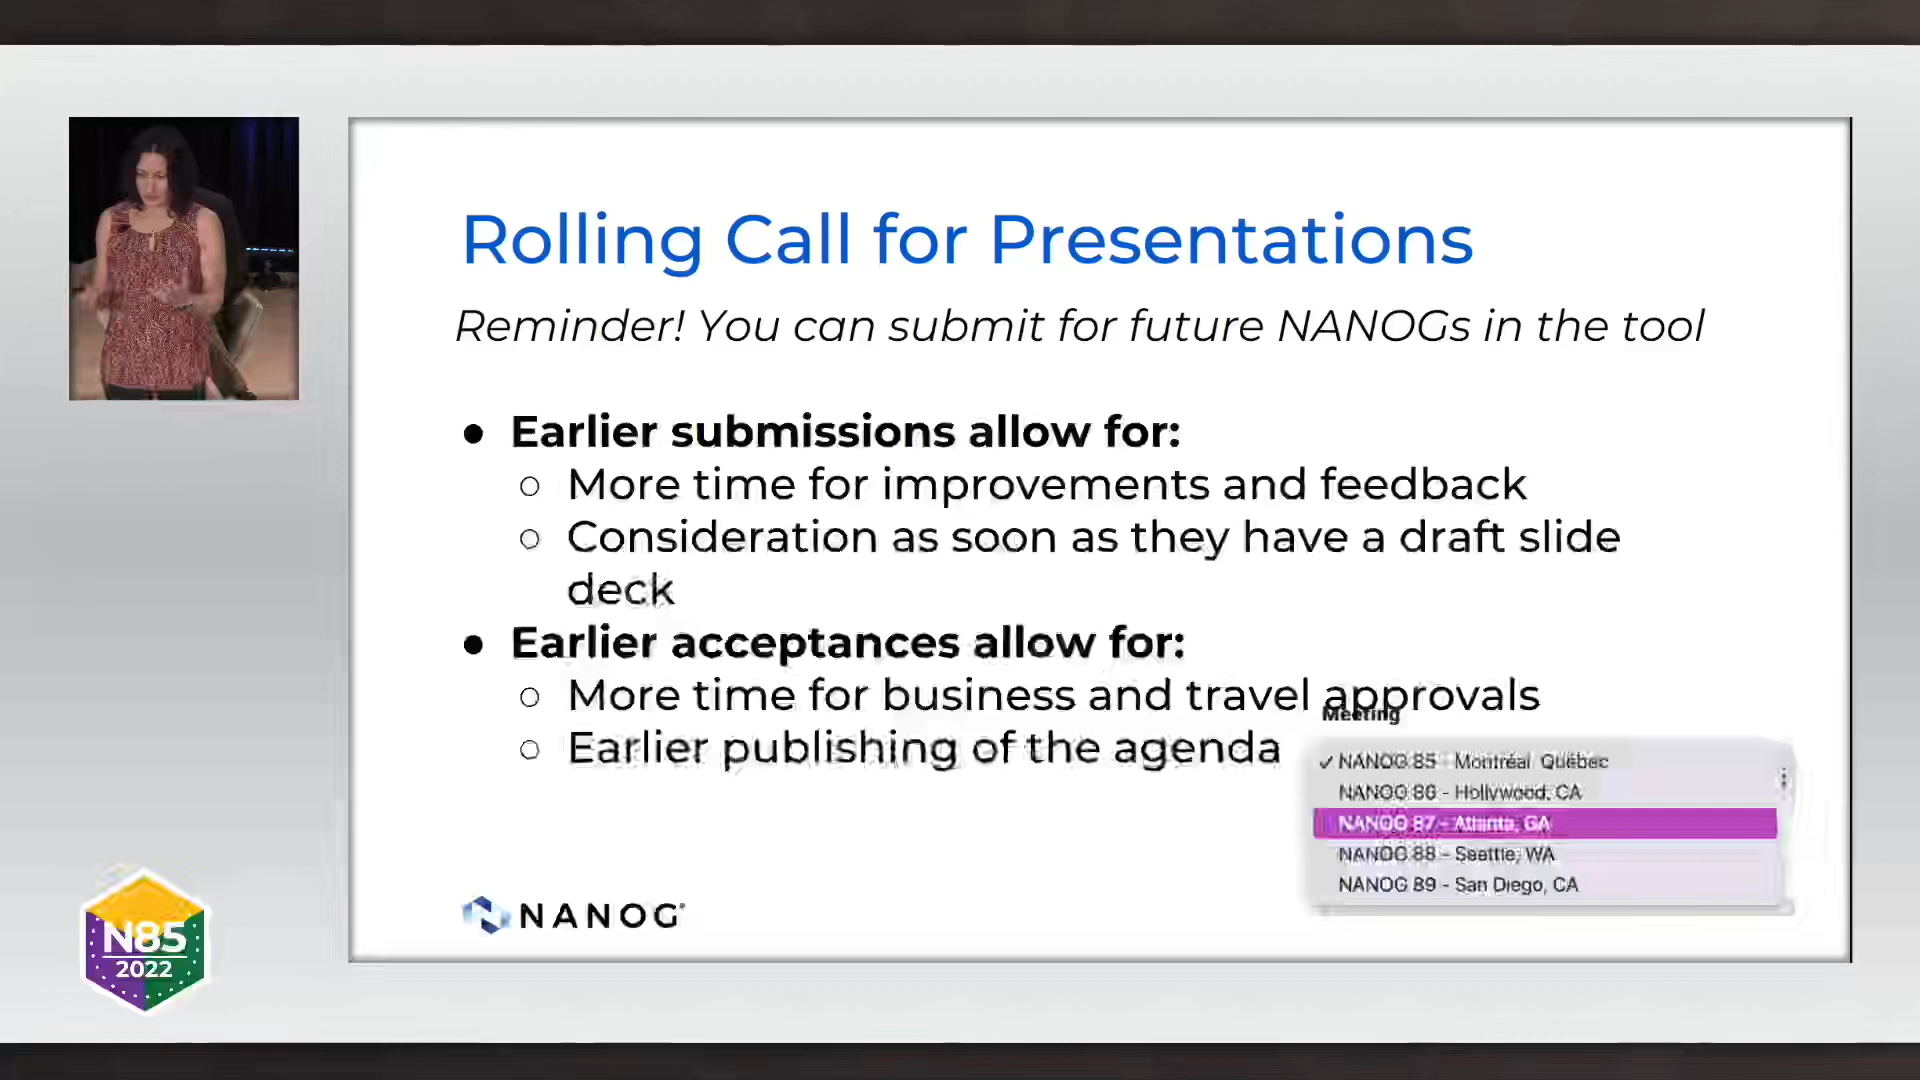 Rolling Call for Presentations
Reminder! You can submit for future NANOGs in the tool
● Earlier submissions allow for:
○ More time for improvements and feedback
○ Consideration as soon as they have a draft slide
deck
● Earlier acceptances allow for:
○ More time for business and travel approvals
○ Earlier publishing of the agenda
Meeting
✓ NANOG 85 - Montréal Québec
NANOG 86 - Hollywood, CA
NANOG 87 - Atlanta, GA
NANOG 88 - Seattle, WA
NANOG 89 - San Diego, CA
NANOG
N85
2022